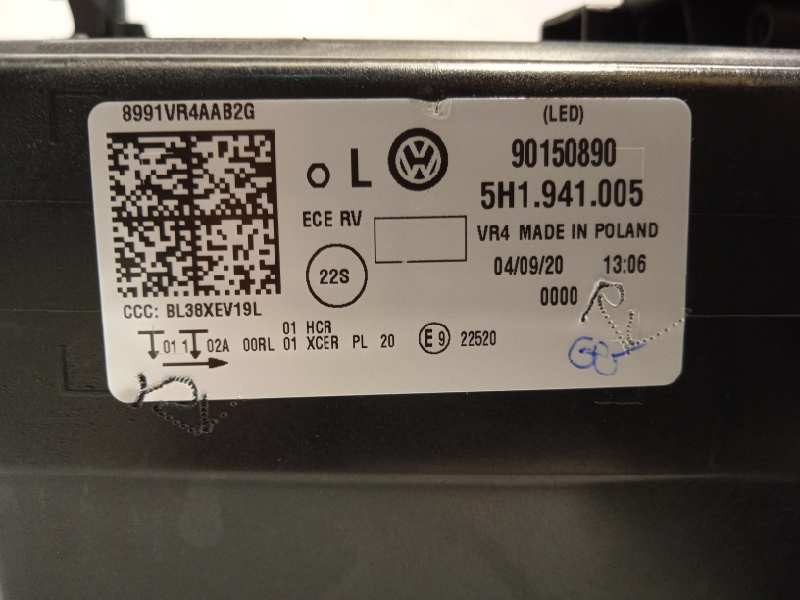 8991VR4AAB2G
(LED)
O L
90150890
5H1.941.005
ECE RV
VR4 MADE IN POLAND
22S
04/09/20 13:06
0000
CCC: BL38XEV19L
01 HCR
01 1 02A 00RL 01 XCER PL 20 E9 22520